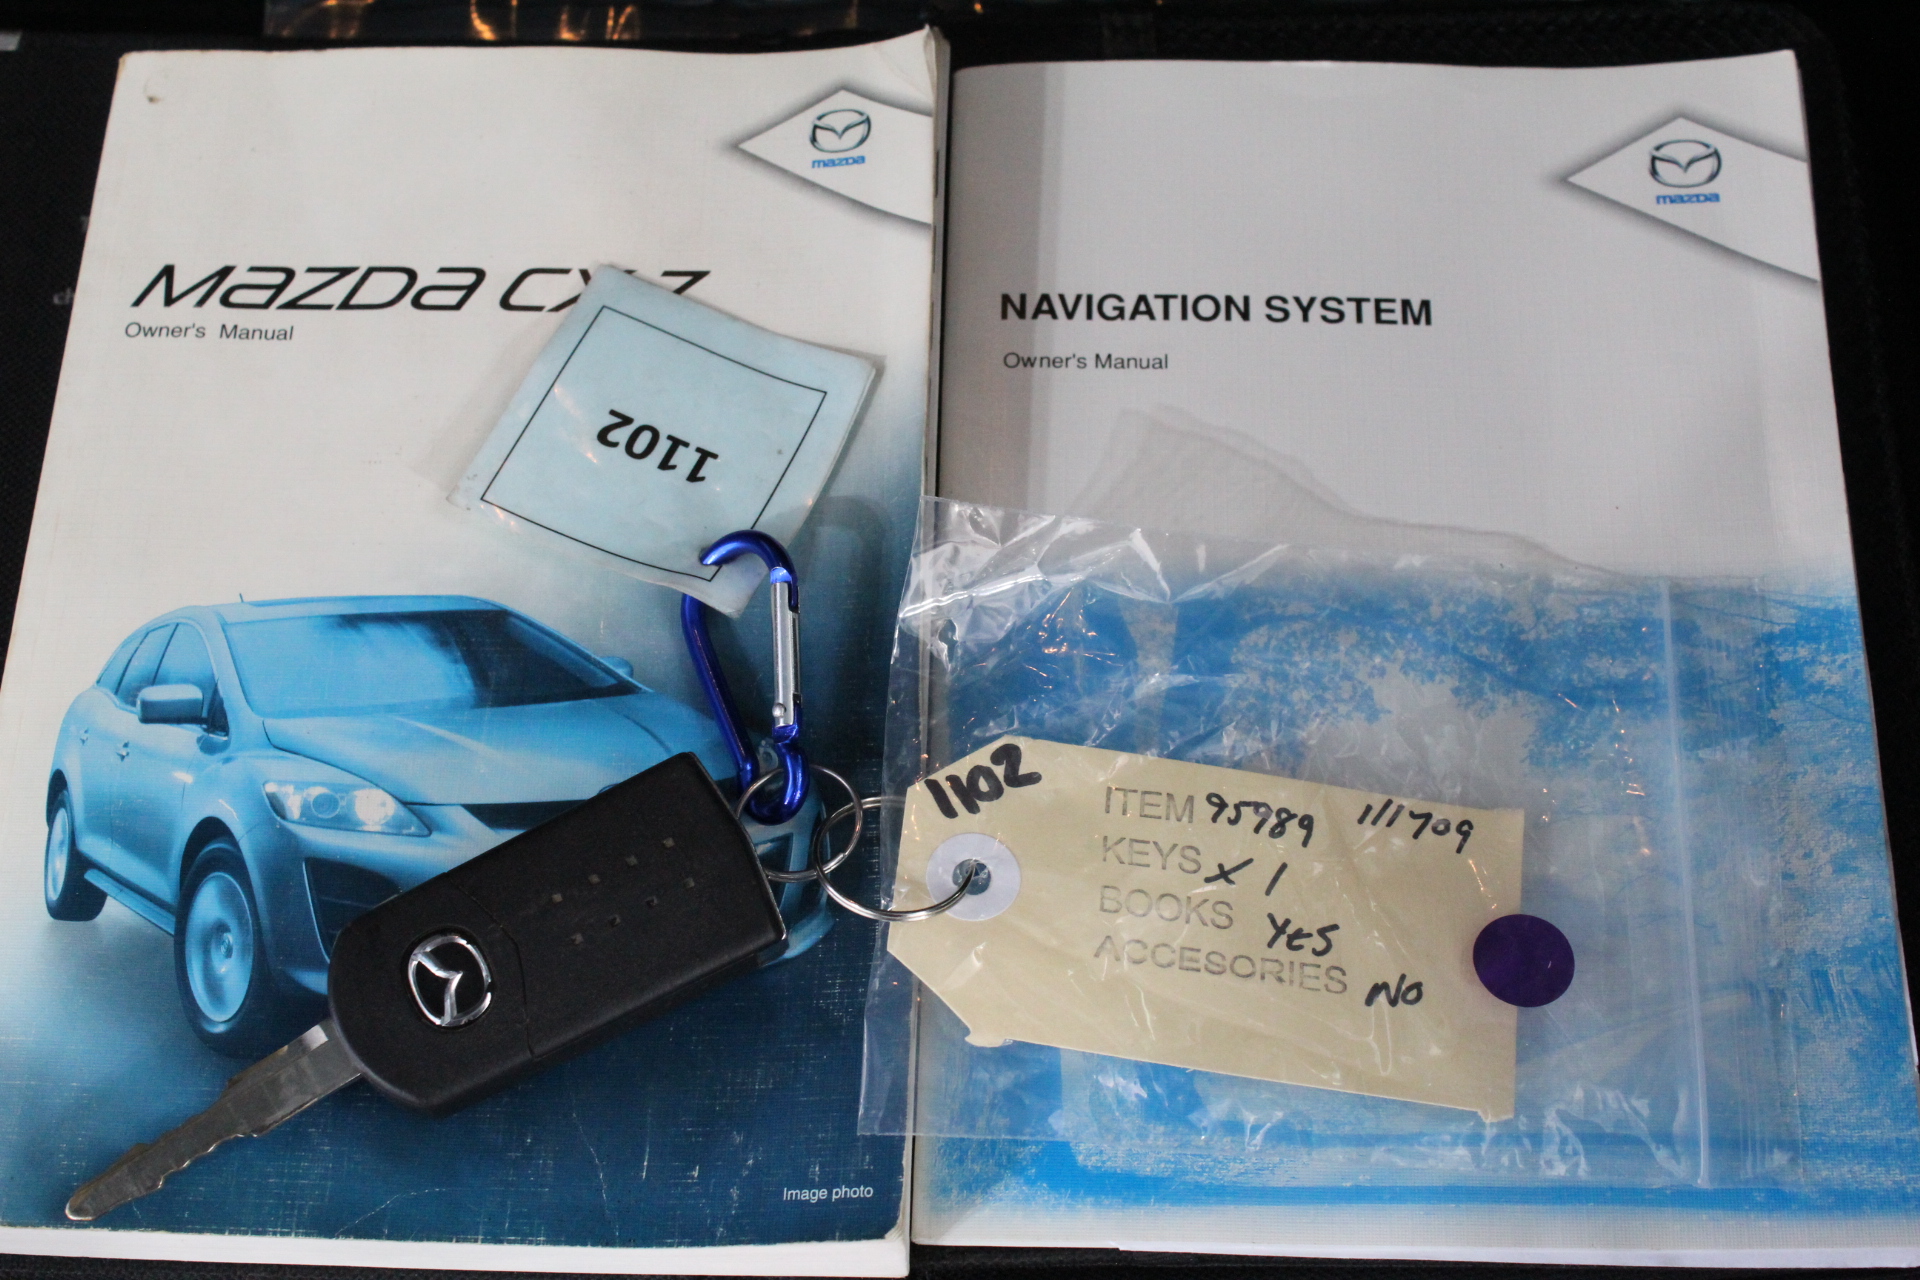 mazda
mazda
Mazda CX-7
Owner's Manual
NAVIGATION SYSTEM
Owner's Manual
1102
1102
ITEM 95989 111709
KEYS x 1
BOOKS YES
ACCESORIES NO
Image photo